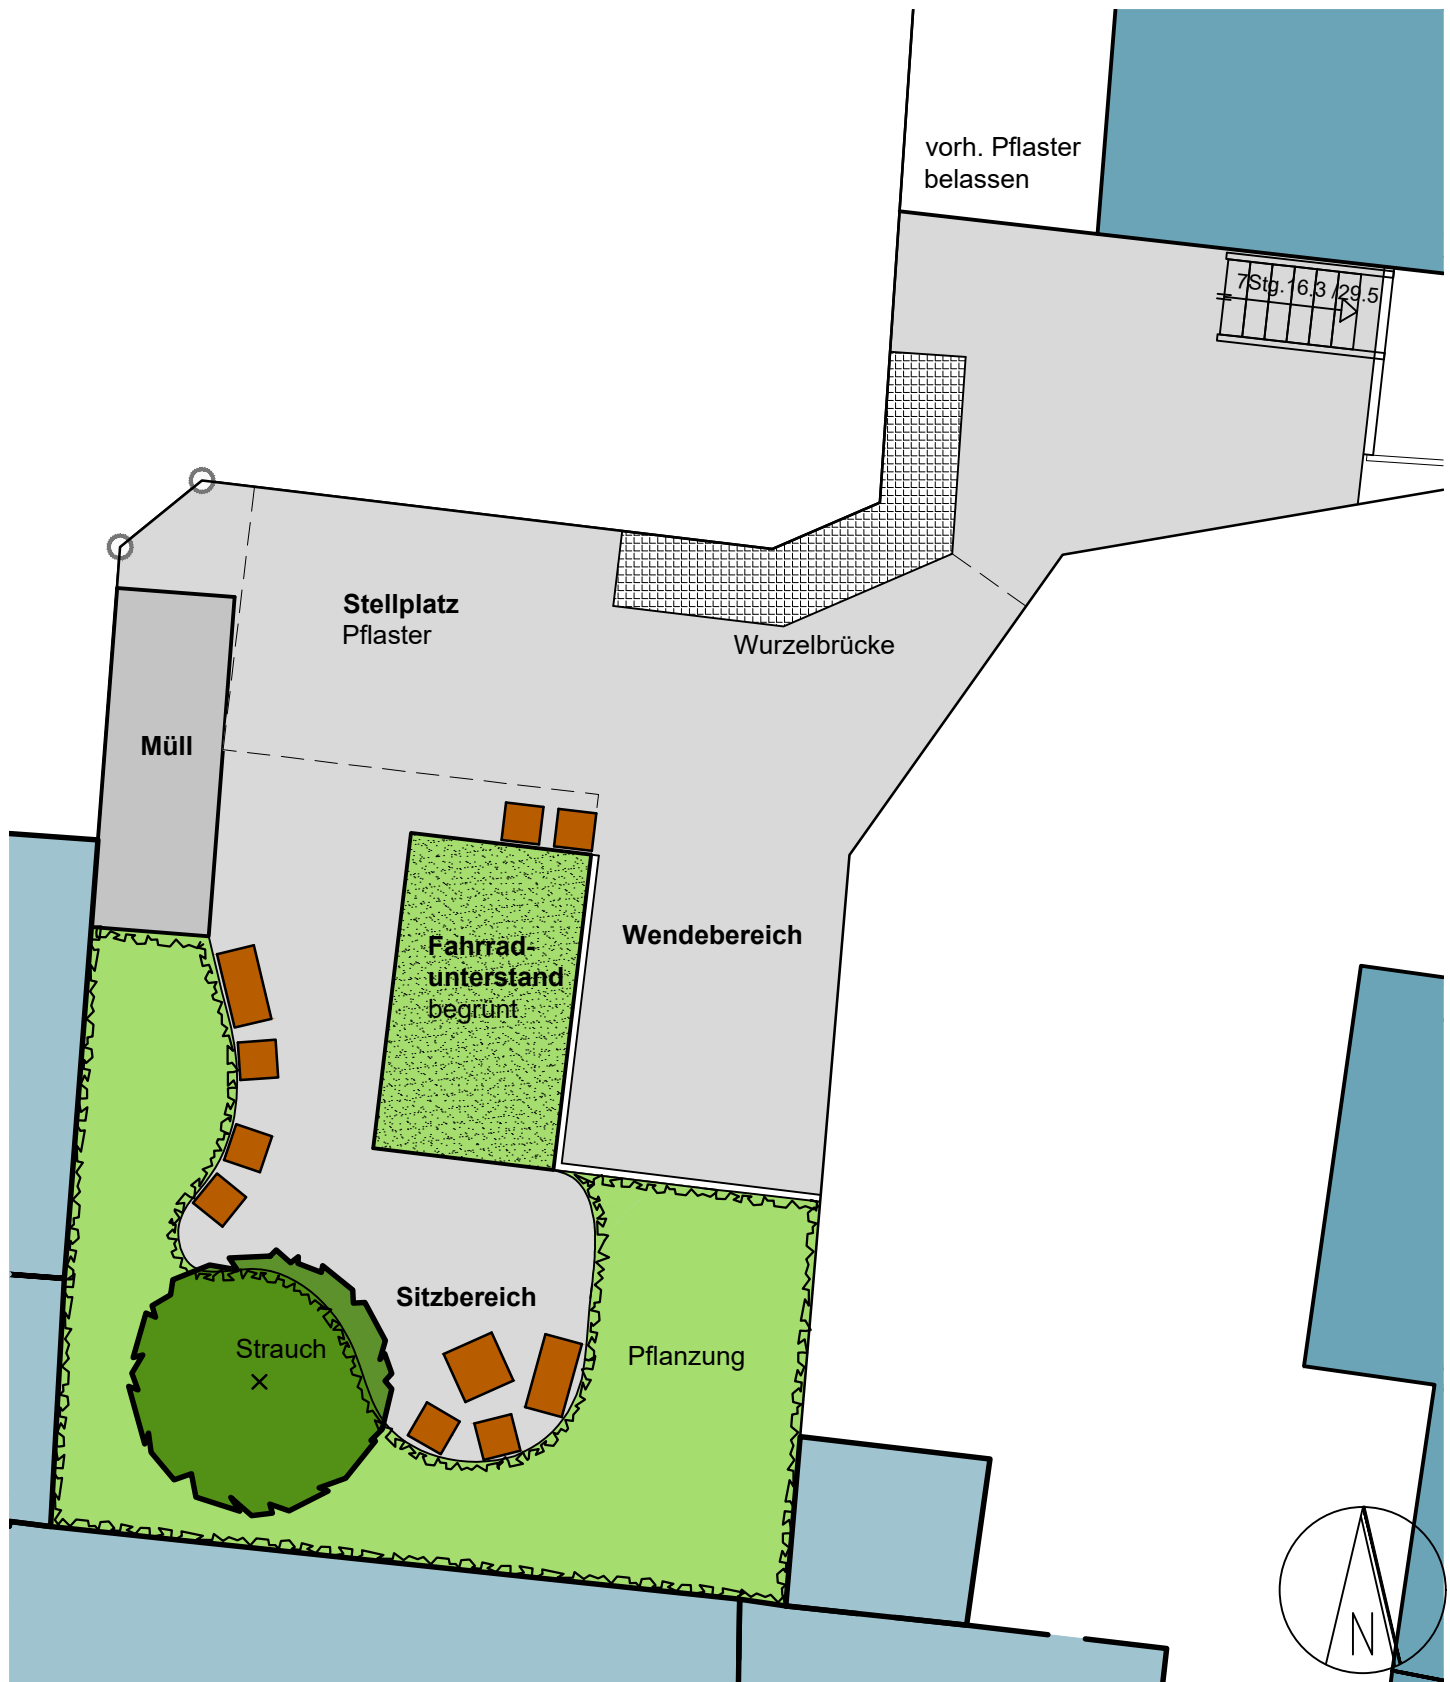 vorh. Pflaster
belassen
7Stg.16.3 /29.5
Stellplatz
Pflaster
Wurzelbrücke
Müll
Fahrrad-
unterstand
begrünt
Wendebereich
Sitzbereich
Strauch
Pflanzung
N